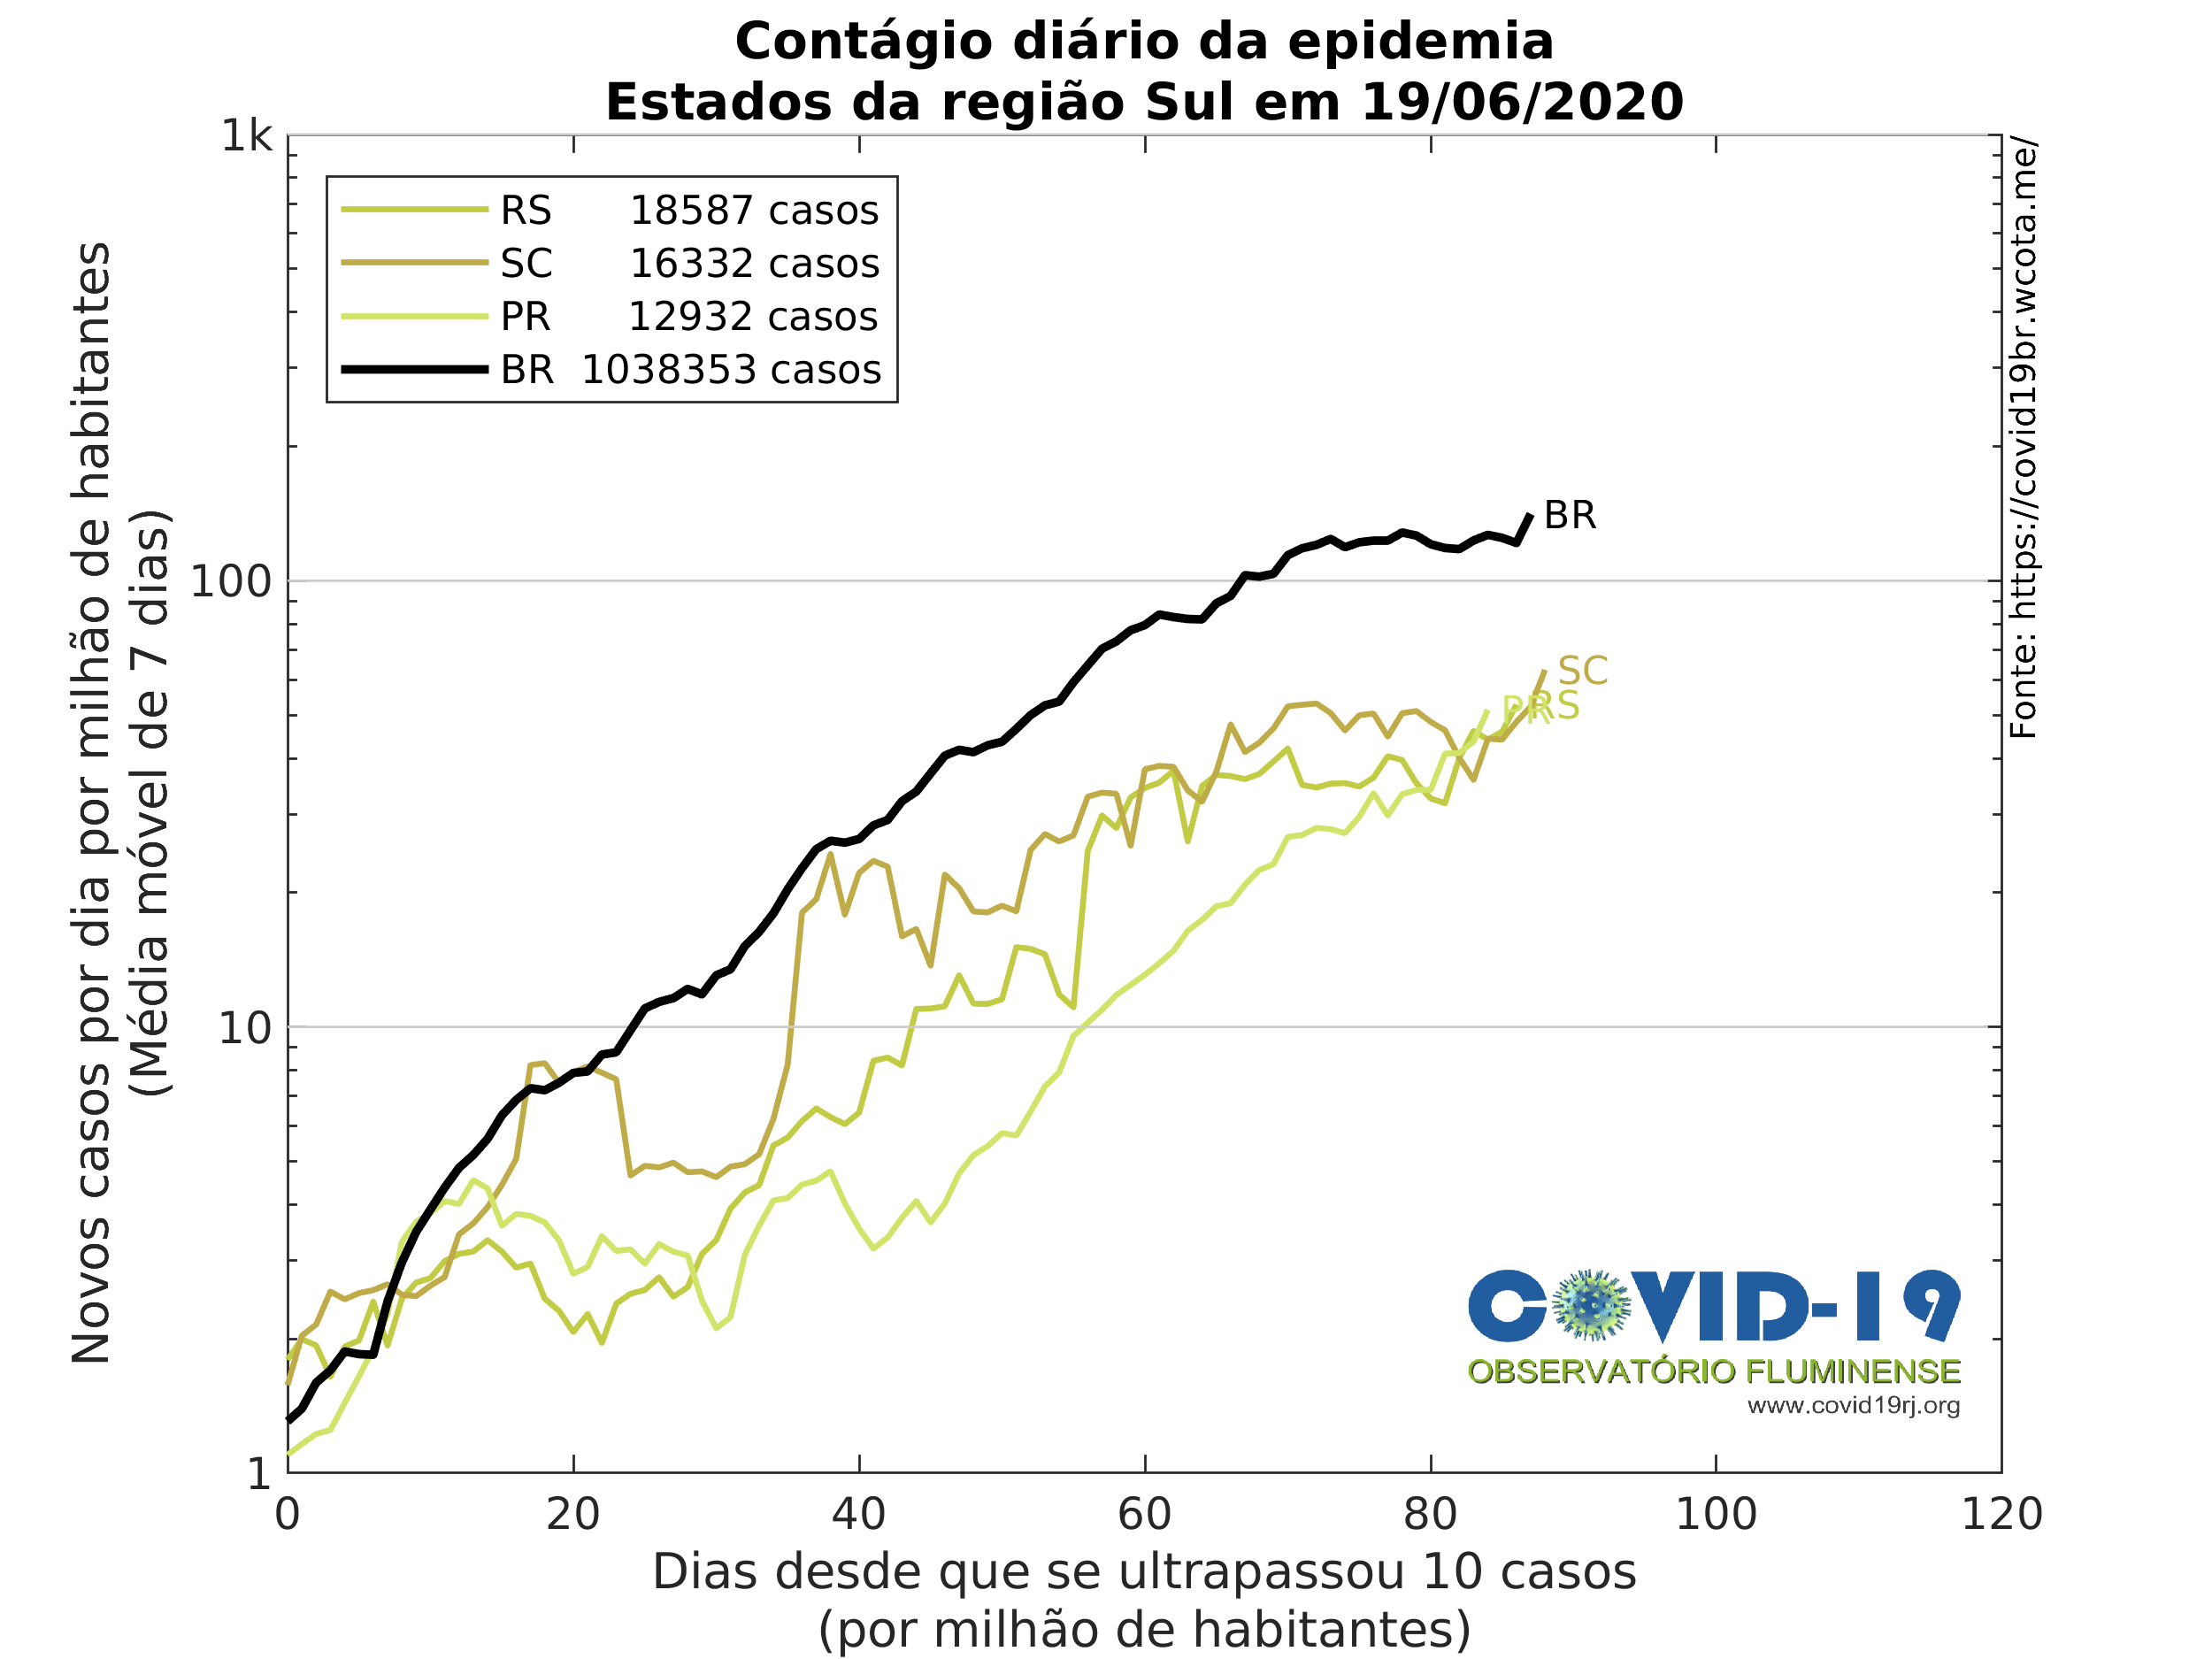 Contágio diário da epidemia
Estados da região Sul em 19/06/2020
1k
100
10
1
Novos casos por dia por milhão de habitantes
(Média móvel de 7 dias)
RS 18587 casos
SC 16332 casos
PR 12932 casos
BR 1038353 casos
BR
SC
RS
PR
Fonte: https://covid19br.wcota.me/
COVID-19
OBSERVATÓRIO FLUMINENSE
www.covid19rj.org
0 20 40 60 80 100 120
Dias desde que se ultrapassou 10 casos
(por milhão de habitantes)